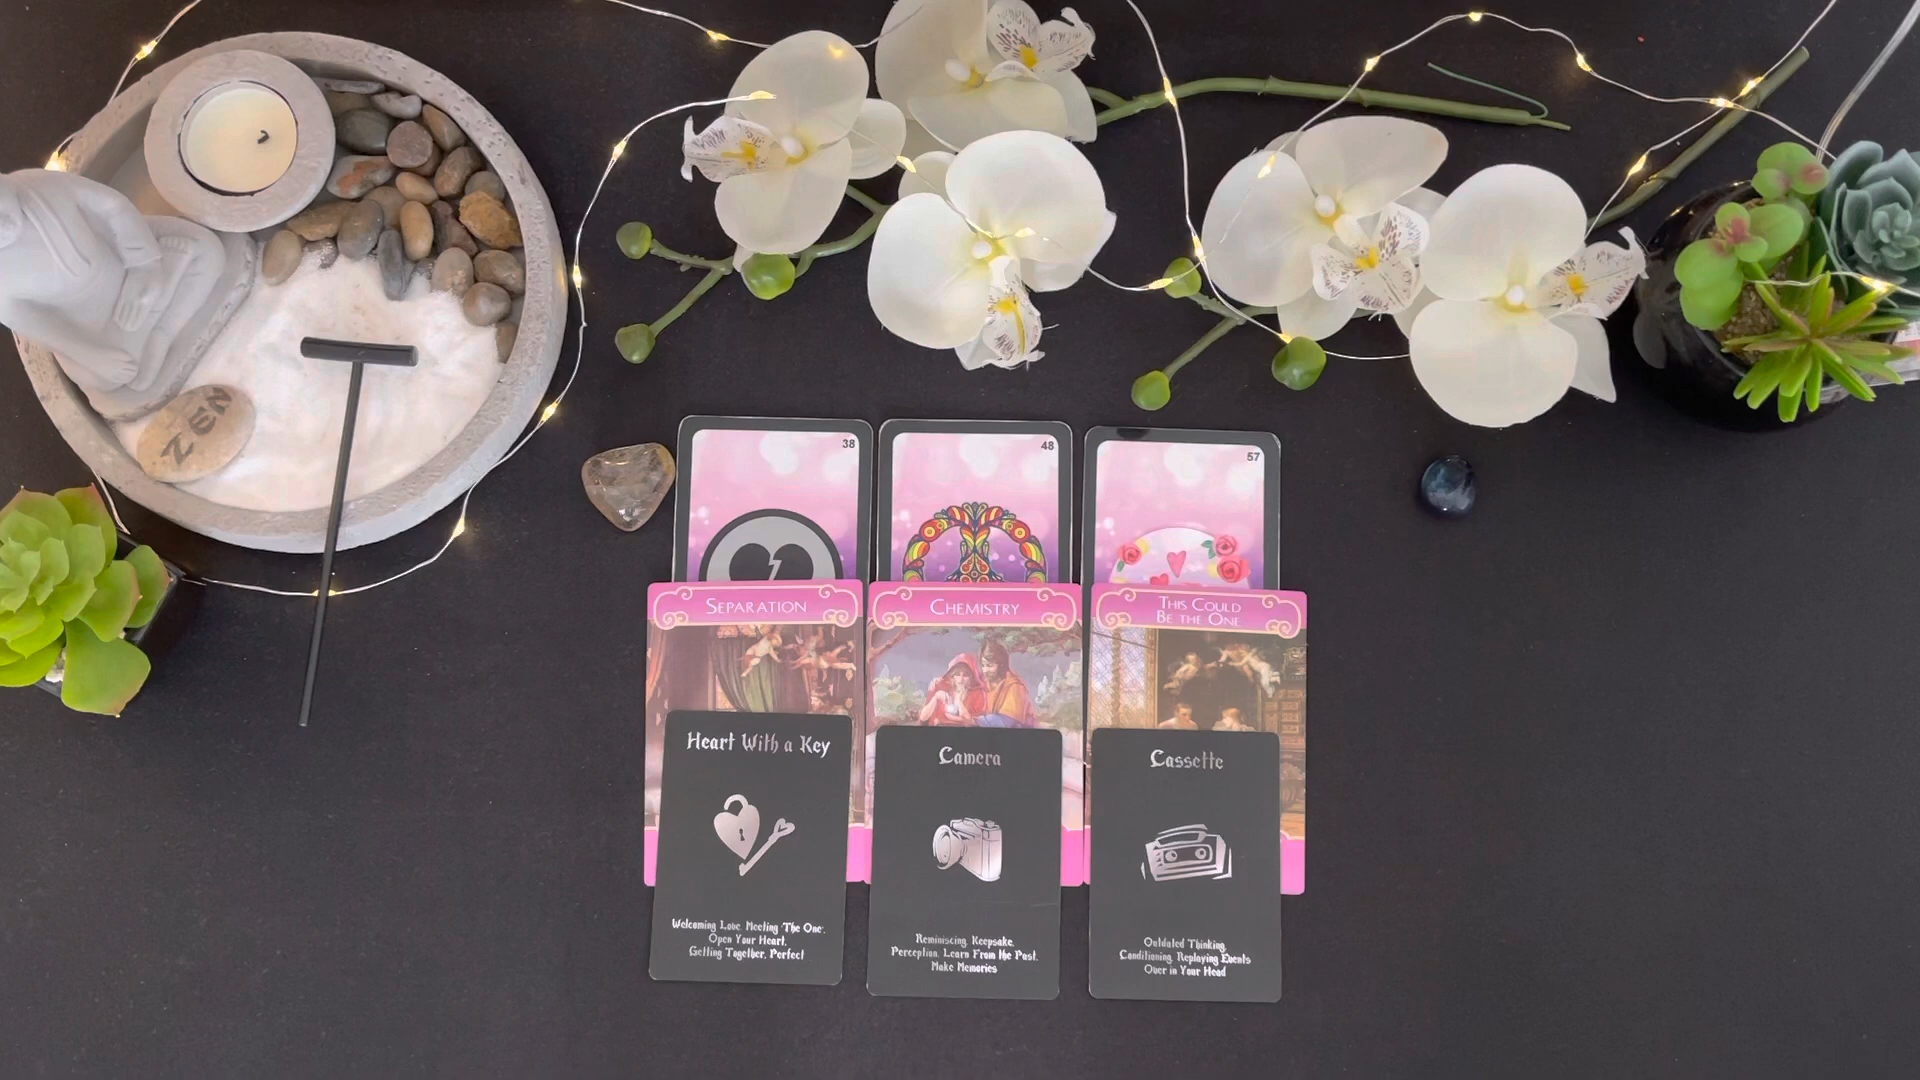 ZEN
38
48
57
Separation
Chemistry
This Could
Be the One
Heart With a Key
Welcoming Love, Meeting 'The One',
Open Your Heart,
Getting Together, Perfect
Camera
Reminiscing, Keepsake,
Perception, Learn From the Past,
Make Memories
Cassette
Outdated Thinking,
Conditioning, Replaying Events
Over in Your Head